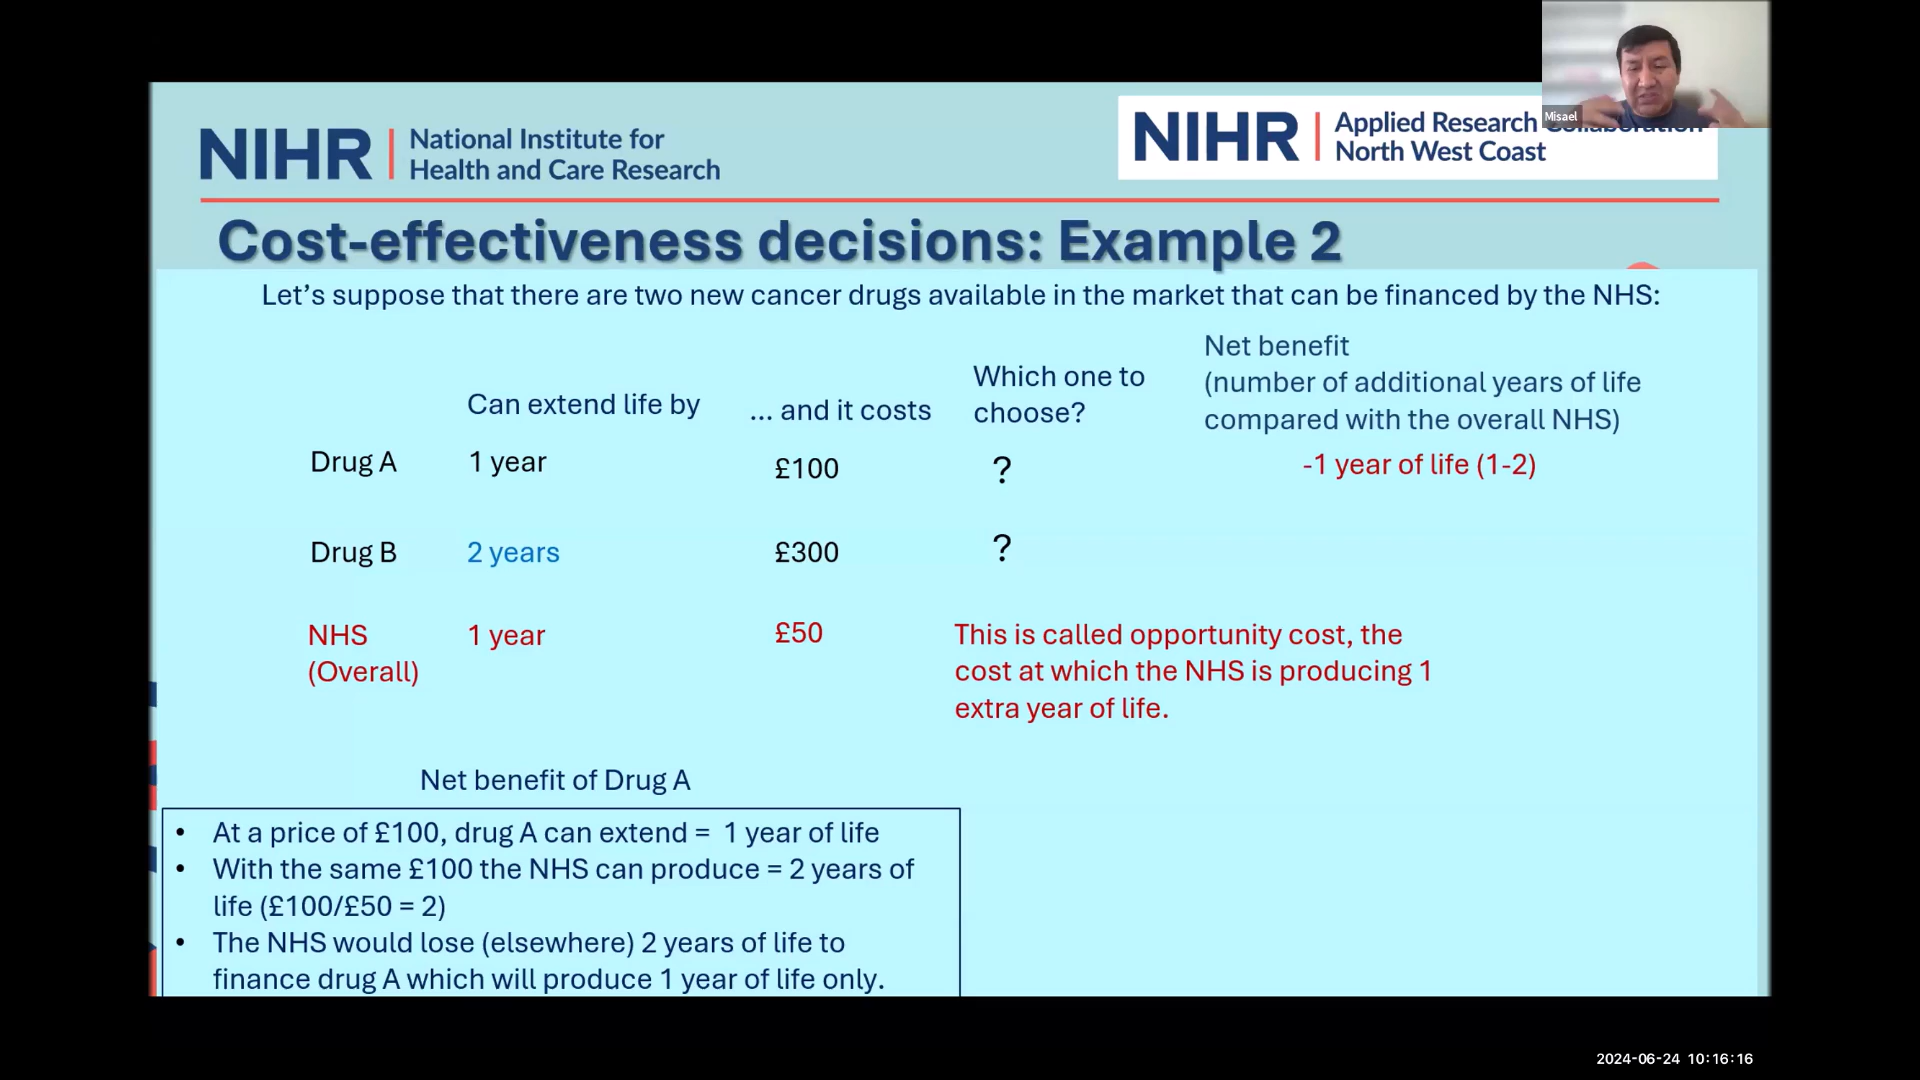 Misael
NIHR | National Institute for
Health and Care Research
NIHR | Applied Research Collaboration
North West Coast
Cost-effectiveness decisions: Example 2
Let’s suppose that there are two new cancer drugs available in the market that can be financed by the NHS:
Can extend life by
... and it costs
Which one to
choose?
Net benefit
(number of additional years of life
compared with the overall NHS)
Drug A 1 year £100 ? -1 year of life (1-2)
Drug B 2 years £300 ?
NHS
(Overall)
1 year £50
This is called opportunity cost, the
cost at which the NHS is producing 1
extra year of life.
Net benefit of Drug A
• At a price of £100, drug A can extend = 1 year of life
• With the same £100 the NHS can produce = 2 years of
life (£100/£50 = 2)
• The NHS would lose (elsewhere) 2 years of life to
finance drug A which will produce 1 year of life only.
2024-06-24 10:16:16